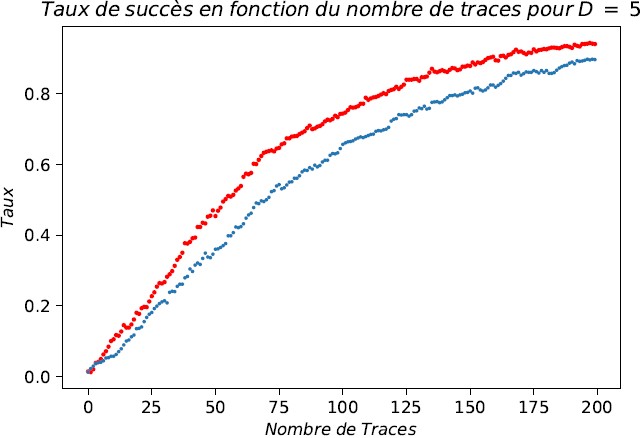 Taux de succès en fonction du nombre de traces pour D = 5
Taux
0.8
0.6
0.4
0.2
0.0
0 25 50 75 100 125 150 175 200
Nombre de Traces